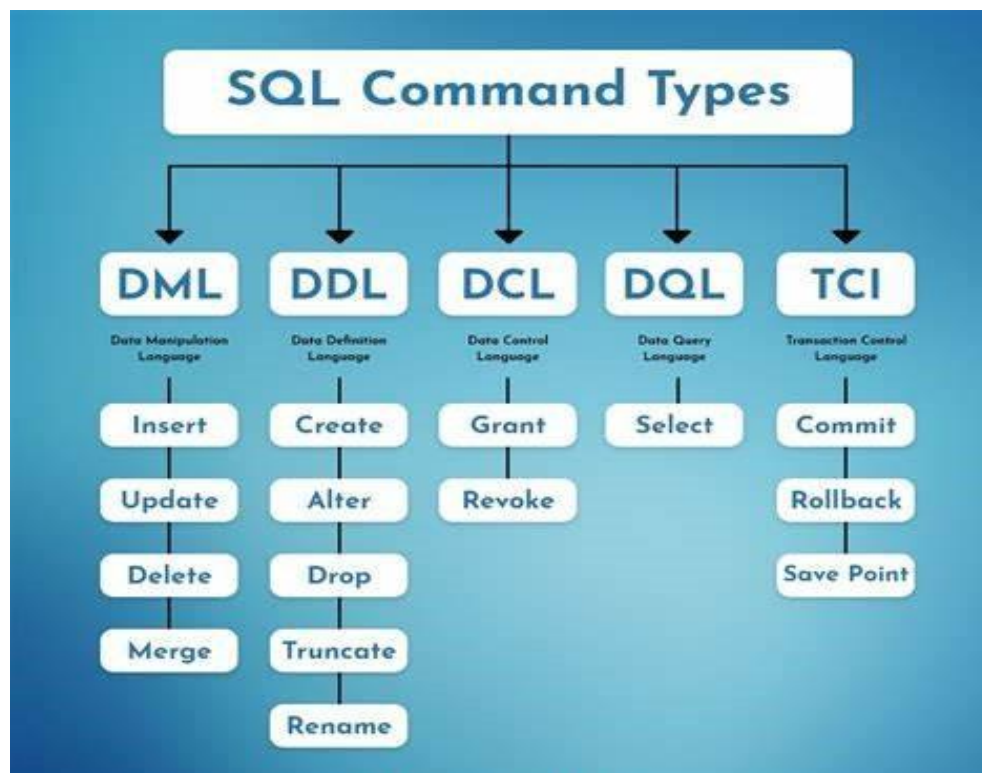 SQL Command Types
DML
Data Manipulation
Language
Insert
Update
Delete
Merge
DDL
Data Definition
Language
Create
Alter
Drop
Truncate
Rename
DCL
Data Control
Language
Grant
Revoke
DQL
Data Query
Language
Select
TCI
Transaction Control
Language
Commit
Rollback
Save Point